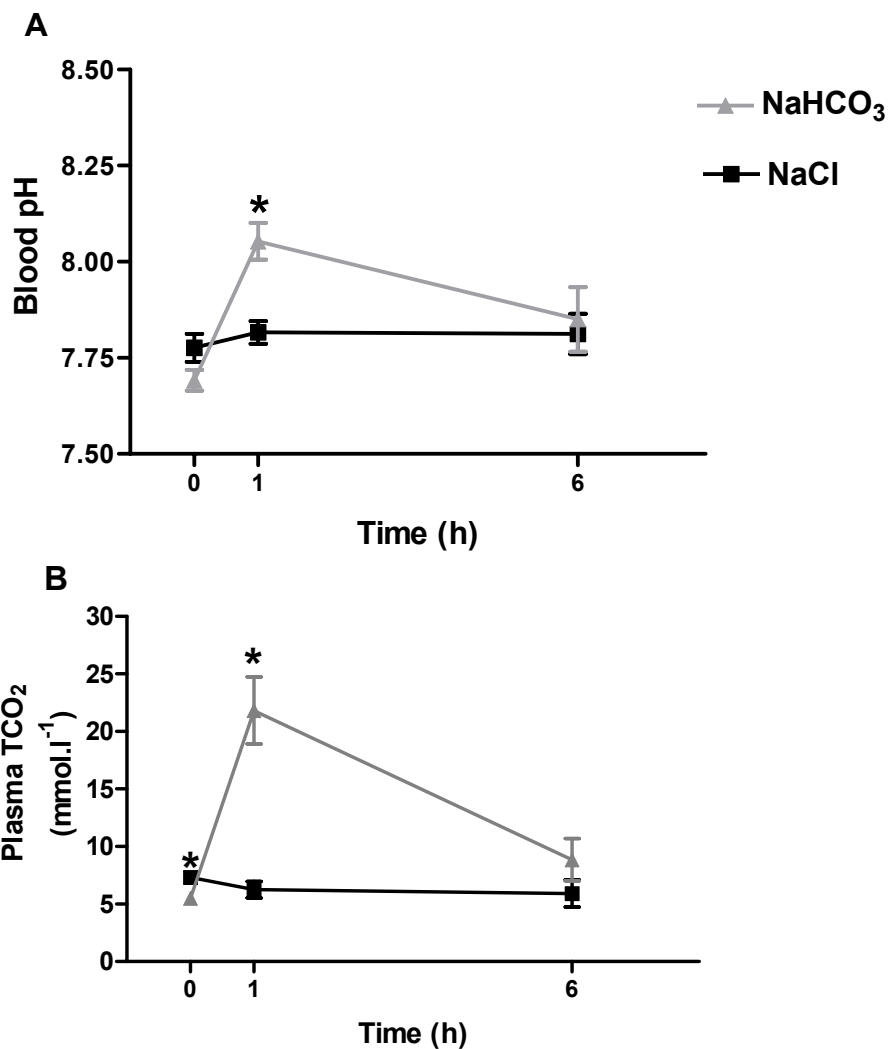 A
8.50
8.25
8.00
7.75
7.50
Blood pH
*
NaHCO3
NaCl
0 1 6
Time (h)
B
30
25
20
15
10
5
0
Plasma TCO2
(mmol.l-1)
*
*
0 1 6
Time (h)